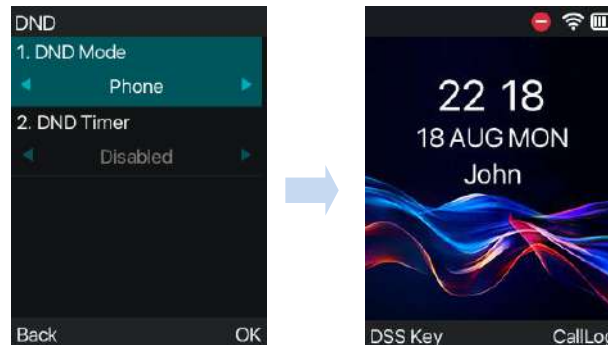 DND
1. DND Mode
Phone
2. DND Timer
Disabled
Back OK
22 18
18 AUG MON
John
DSS Key CallLog